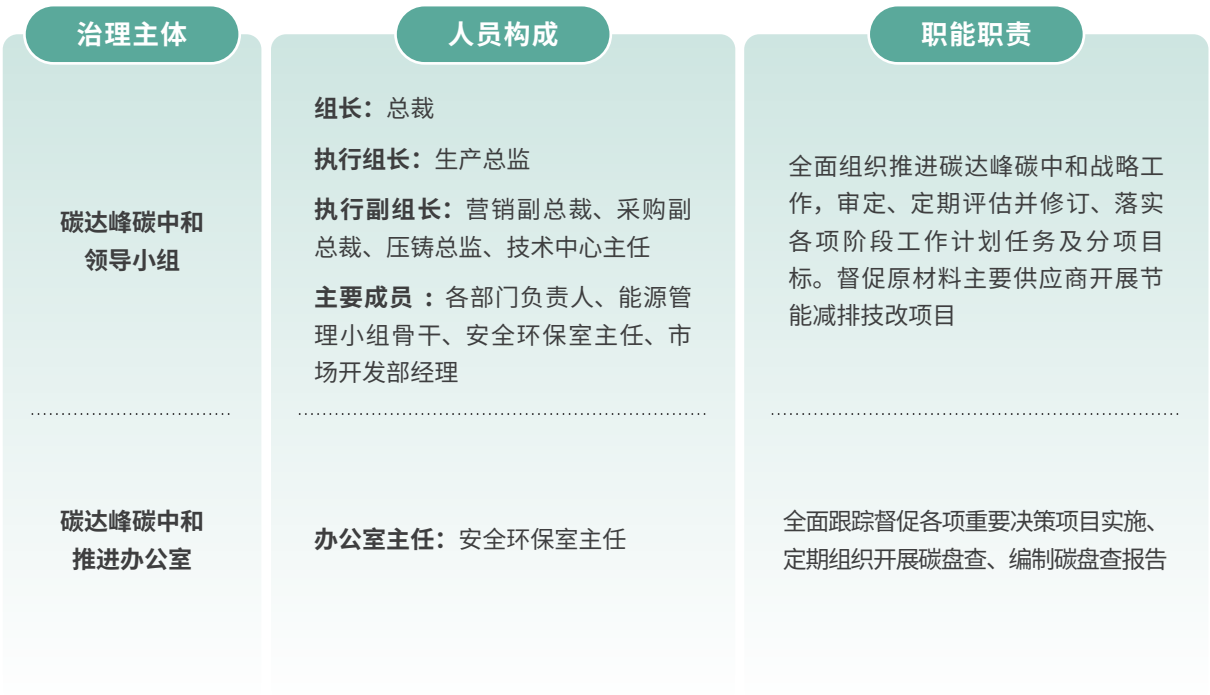 治理主体
人员构成
职能职责
碳达峰碳中和
领导小组
组长：总裁
执行组长：生产总监
执行副组长：营销副总裁、采购副
总裁、压铸总监、技术中心主任
主要成员 : 各部门负责人、能源管
理小组骨干、安全环保室主任、市
场开发部经理
全面组织推进碳达峰碳中和战略工
作，审定、定期评估并修订、落实
各项阶段工作计划任务及分项目
标。督促原材料主要供应商开展节
能减排技改项目
碳达峰碳中和
推进办公室
办公室主任：安全环保室主任
全面跟踪督促各项重要决策项目实施、
定期组织开展碳盘查、编制碳盘查报告